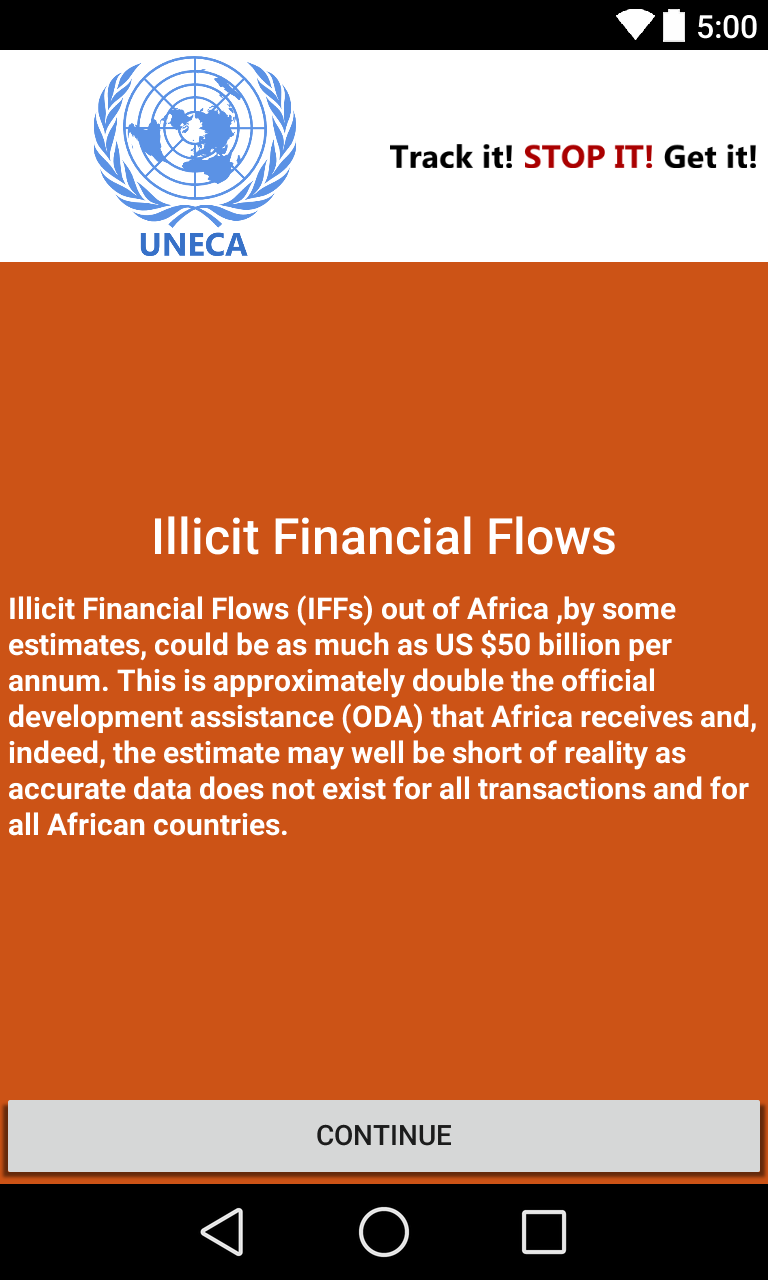 5:00
Track it! STOP IT! Get it!
UNECA
Illicit Financial Flows
Illicit Financial Flows (IFFs) out of Africa ,by some
estimates, could be as much as US $50 billion per
annum. This is approximately double the official
development assistance (ODA) that Africa receives and,
indeed, the estimate may well be short of reality as
accurate data does not exist for all transactions and for
all African countries.
CONTINUE